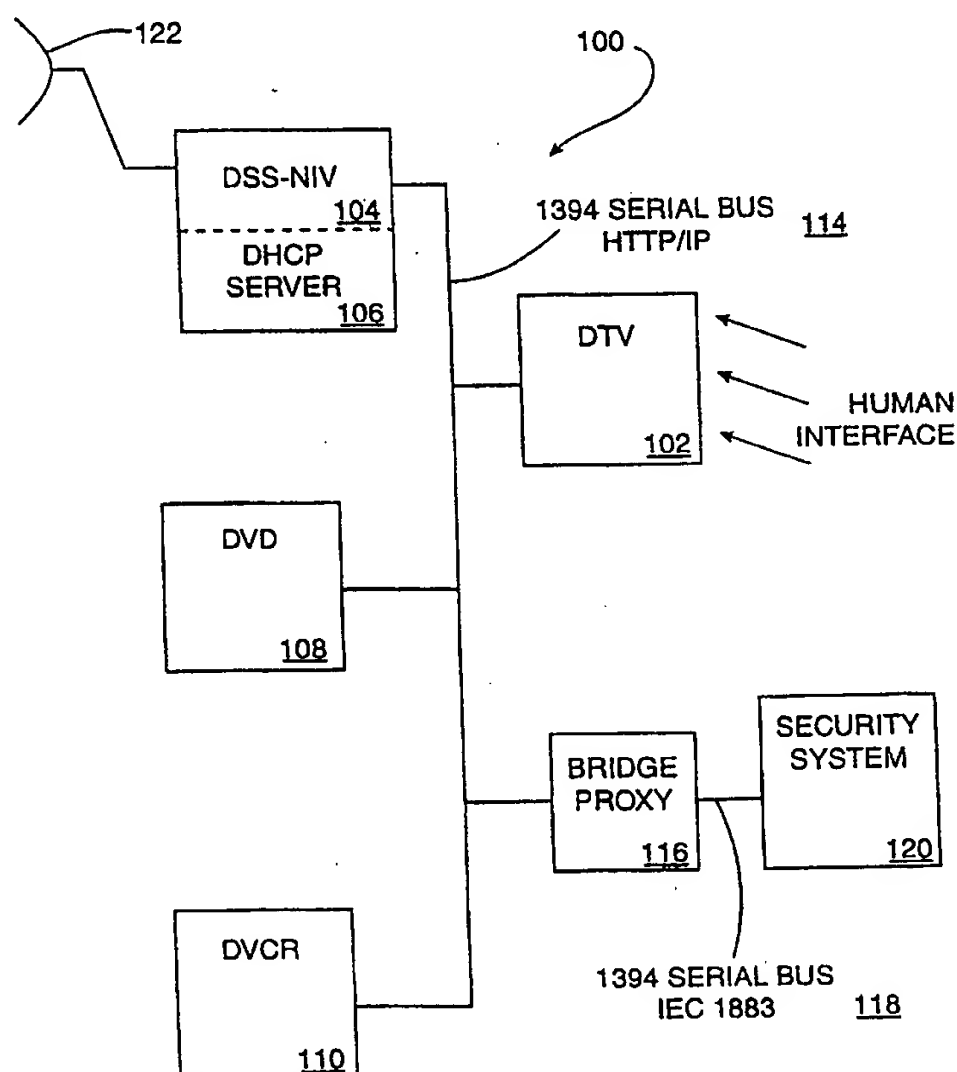 122
100
DSS-NIV
104
DHCP
SERVER
106
1394 SERIAL BUS
HTTP/IP
114
DTV
102
HUMAN
INTERFACE
DVD
108
BRIDGE
PROXY
116
SECURITY
SYSTEM
120
DVCR
110
1394 SERIAL BUS
IEC 1883
118